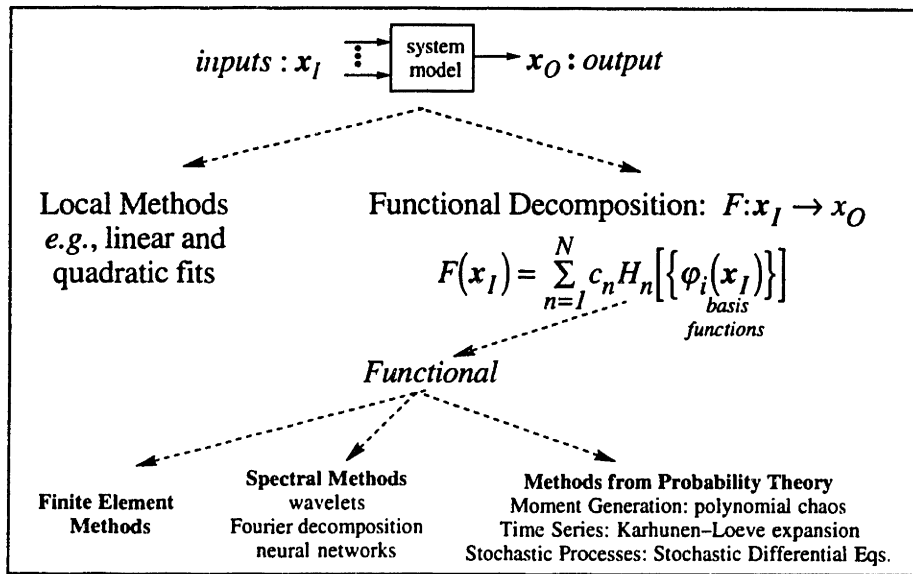 inputs : x_I
system model
x_O : output
Local Methods
e.g., linear and
quadratic fits
Functional Decomposition: F: x_I → x_O
F(x_I) = ∑_{n=1}^{N} c_n H_n[{φ_i(x_I)}]
basis
functions
Functional
Finite Element
Methods
Spectral Methods
wavelets
Fourier decomposition
neural networks
Methods from Probability Theory
Moment Generation: polynomial chaos
Time Series: Karhunen–Loeve expansion
Stochastic Processes: Stochastic Differential Eqs.